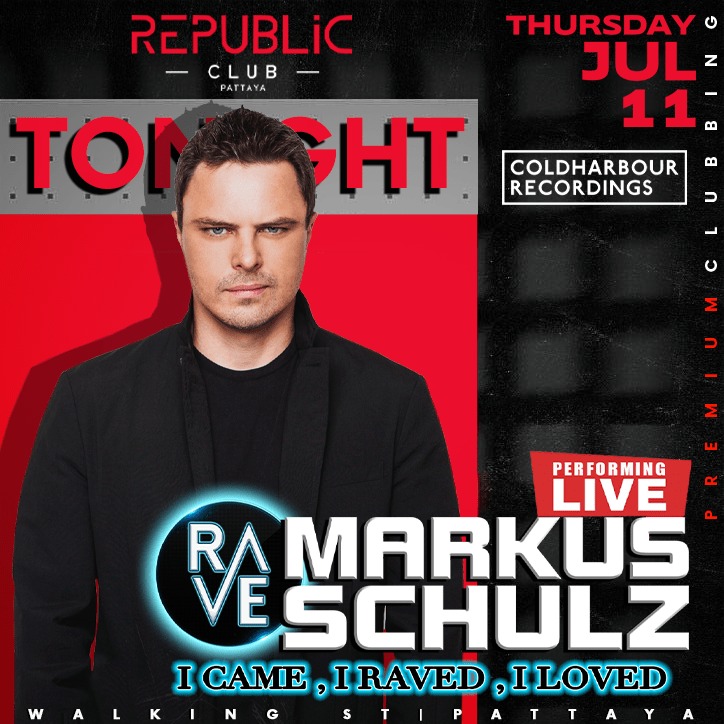 REPUBLiC
CLUB
PATTAYA
THURSDAY
JUL
11
TONIGHT
COLDHARBOUR
RECORDINGS
PREMIUM CLUBBING
PERFORMING
LIVE
RAVE
MARKUS
SCHULZ
I CAME , I RAVED , I LOVED
WALKING ST|PATTAYA